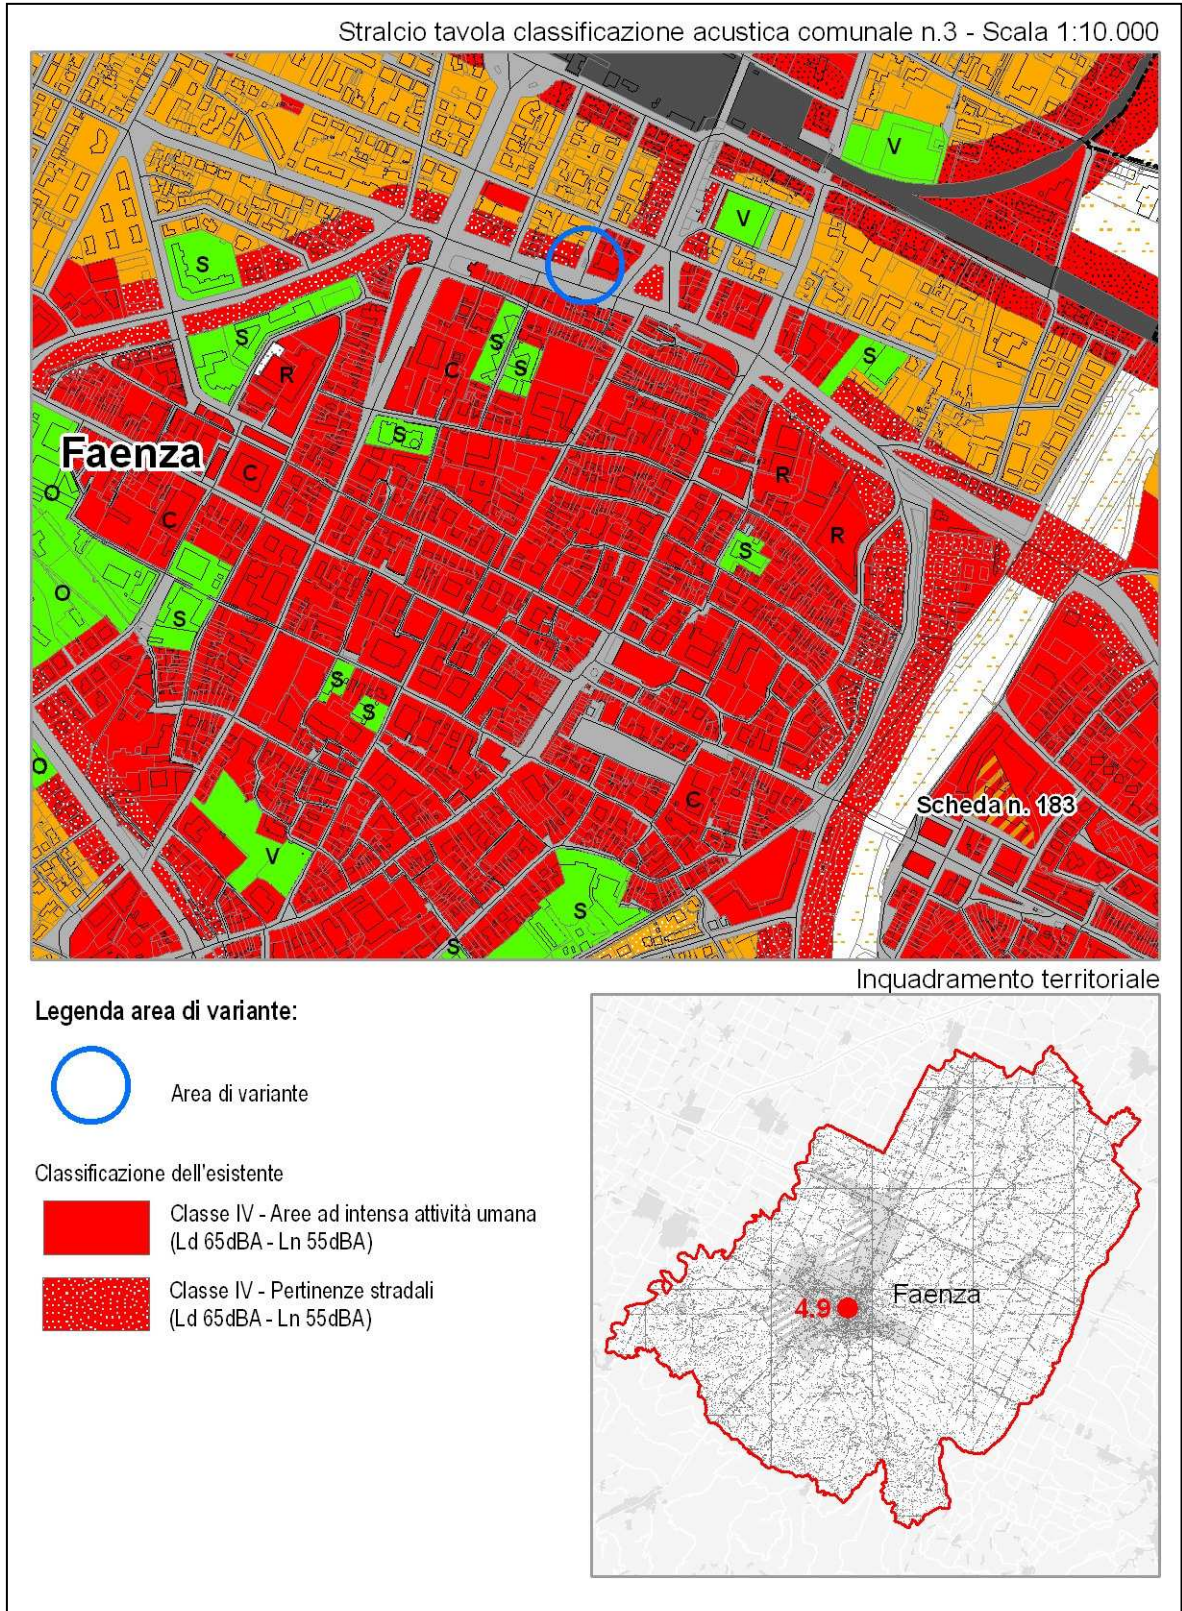 Stralcio tavola classificazione acustica comunale n.3 - Scala 1:10.000
V
V
S
S
S
S
S
R
C
S
Faenza
C
R
O
C
R
S
O
S
S
S
O
C
Scheda n. 183
V
S
S
Inquadramento territoriale
Legenda area di variante:
Area di variante
Classificazione dell'esistente
Classe IV - Aree ad intensa attività umana
(Ld 65dBA - Ln 55dBA)
Classe IV - Pertinenze stradali
(Ld 65dBA - Ln 55dBA)
Faenza
4.9